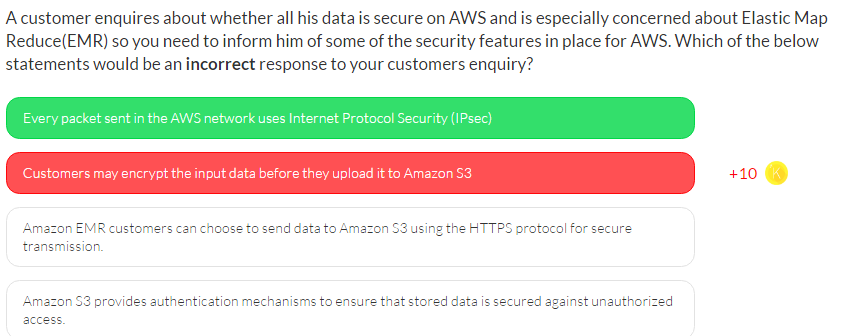 A customer enquires about whether all his data is secure on AWS and is especially concerned about Elastic Map
Reduce(EMR) so you need to inform him of some of the security features in place for AWS. Which of the below
statements would be an incorrect response to your customers enquiry?
Every packet sent in the AWS network uses Internet Protocol Security (IPsec)
Customers may encrypt the input data before they upload it to Amazon S3
+10 K
Amazon EMR customers can choose to send data to Amazon S3 using the HTTPS protocol for secure
transmission.
Amazon S3 provides authentication mechanisms to ensure that stored data is secured against unauthorized
access.